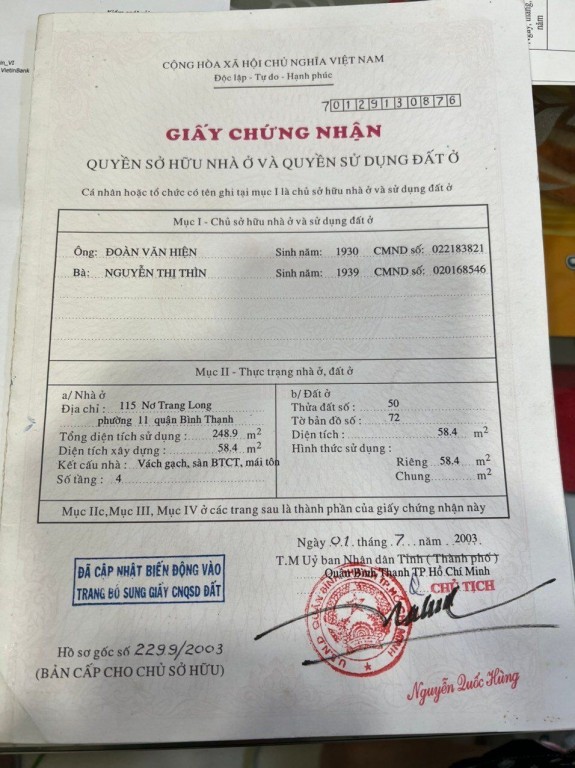 VietinBank
CỘNG HÒA XÃ HỘI CHỦ NGHĨA VIỆT NAM
Độc lập - Tự do - Hạnh phúc
70129130876
GIẤY CHỨNG NHẬN
QUYỀN SỞ HỮU NHÀ Ở VÀ QUYỀN SỬ DỤNG ĐẤT Ở
Cá nhân hoặc tổ chức có tên ghi tại mục I là chủ sở hữu nhà ở và sử dụng đất ở
Mục I - Chủ sở hữu nhà ở và sử dụng đất ở
Ông: ĐOÀN VĂN HIỆN Sinh năm: 1930 CMND số: 022183821
Bà: NGUYỄN THỊ THÌN Sinh năm: 1939 CMND số: 020168546
Mục II - Thực trạng nhà ở, đất ở
a/ Nhà ở
Địa chỉ : 115 Nơ Trang Long
phường 11 quận Bình Thạnh
Tổng diện tích sử dụng : 248.9 m2
Diện tích xây dựng : 58.4 m2
Kết cấu nhà : Vách gạch, sàn BTCT, mái tôn
Số tầng : 4
b/ Đất ở
Thửa đất số : 50
Tờ bản đồ số : 72
Diện tích : 58.4 m2
Hình thức sử dụng :
Riêng 58.4 m2
Chung m2
Mục IIc, Mục III, Mục IV ở các trang sau là thành phần của giấy chứng nhận này
Ngày 01 tháng 7 năm 2003
T.M Uỷ ban Nhân dân Tỉnh ( Thành phố )
Quận Bình Thạnh TP Hồ Chí Minh
CHỦ TỊCH
ĐÃ CẬP NHẬT BIẾN ĐỘNG VÀO
TRANG BỔ SUNG GIẤY CNQSD ĐẤT
Hồ sơ gốc số 2299/2003
(BẢN CẤP CHO CHỦ SỞ HỮU)
Nguyễn Quốc Hùng